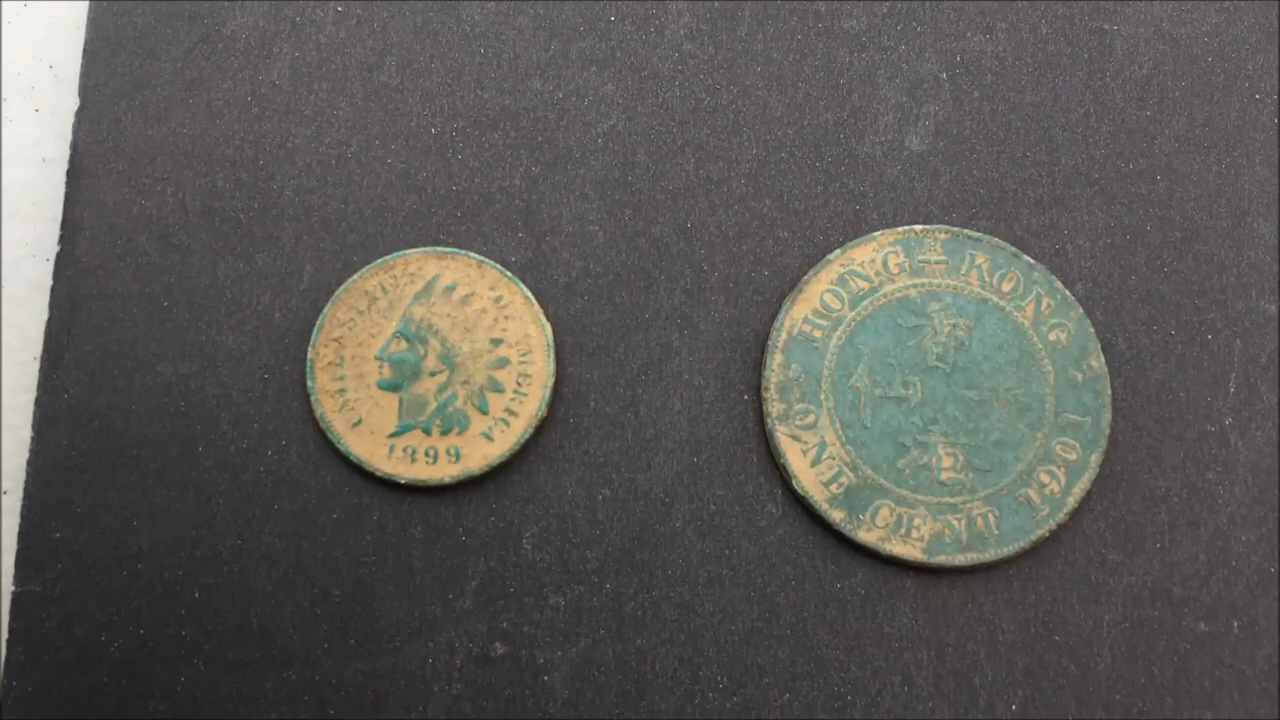 UNITED STATES OF AMERICA
1899
HONG KONG
香
仙 一
港
ONE CENT 1901